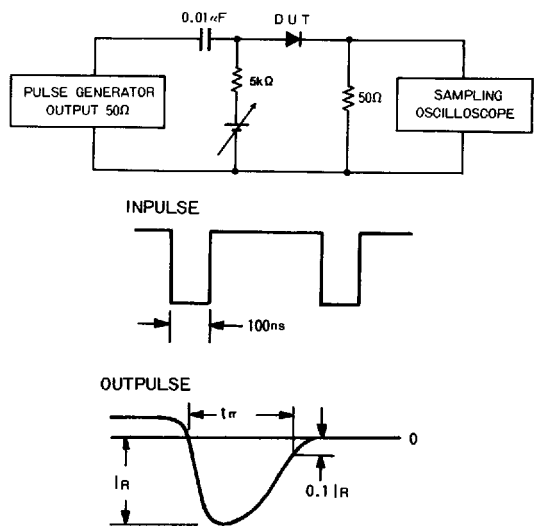 0.01μF
DUT
5kΩ
PULSE GENERATOR
OUTPUT 50Ω
50Ω
SAMPLING
OSCILLOSCOPE
INPULSE
100ns
OUTPULSE
trr
0
IR
0.1 IR